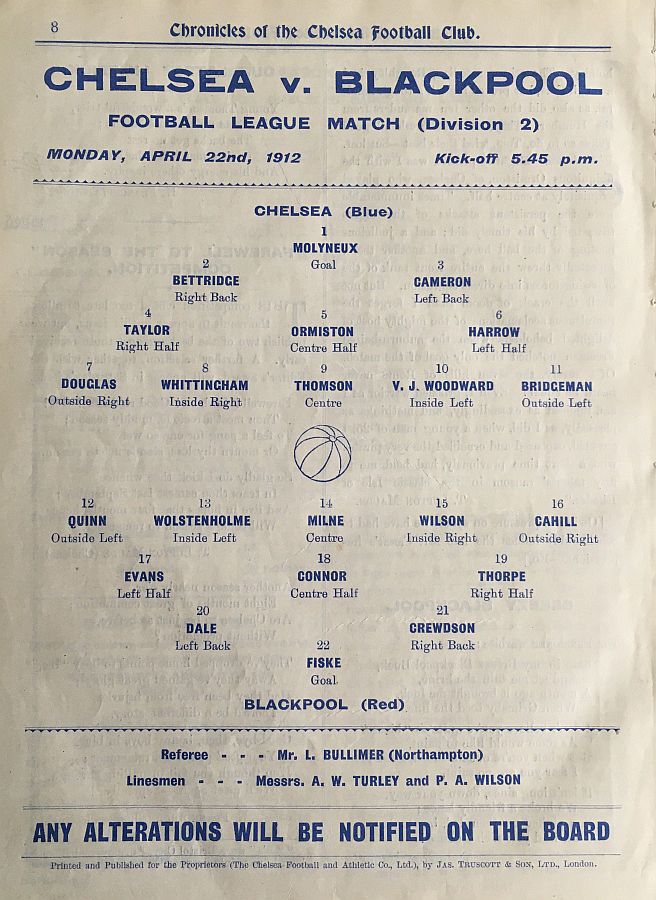 8
Chronicles of the Chelsea Football Club.
CHELSEA v. BLACKPOOL
FOOTBALL LEAGUE MATCH (Division 2)
MONDAY, APRIL 22nd, 1912 Kick-off 5.45 p.m.
CHELSEA (Blue)
1
MOLYNEUX
Goal
2 3
BETTRIDGE CAMERON
Right Back Left Back
4 5 6
TAYLOR ORMISTON HARROW
Right Half Centre Half Left Half
7 8 9 10 11
DOUGLAS WHITTINGHAM THOMSON V. J. WOODWARD BRIDGEMAN
Outside Right Inside Right Centre Inside Left Outside Left
12 13 14 15 16
QUINN WOLSTENHOLME MILNE WILSON CAHILL
Outside Left Inside Left Centre Inside Right Outside Right
17 18 19
EVANS CONNOR THORPE
Left Half Centre Half Right Half
20 21
DALE CREWDSON
Left Back Right Back
22
FISKE
Goal
BLACKPOOL (Red)
Referee - - - Mr. L. BULLIMER (Northampton)
Linesmen - - - Messrs. A. W. TURLEY and P. A. WILSON
ANY ALTERATIONS WILL BE NOTIFIED ON THE BOARD
Printed and Published for the Proprietors (The Chelsea Football and Athletic Co., Ltd.), by JAS. TRUSCOTT & SON, LTD., London.